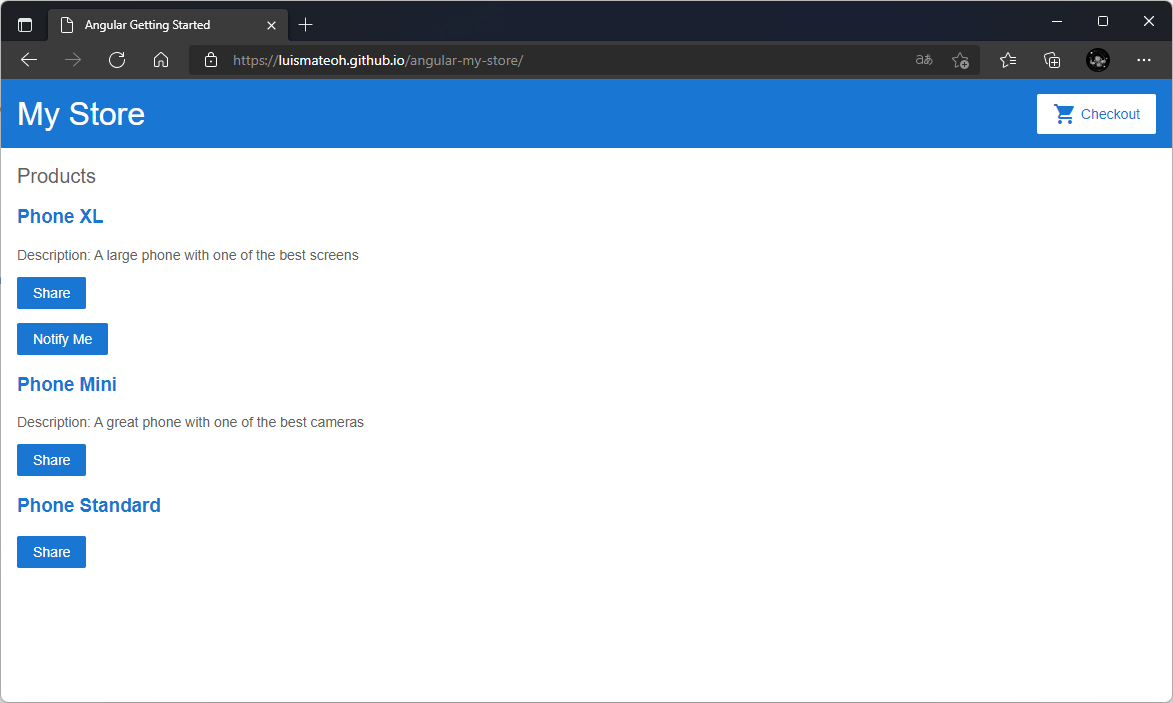 Angular Getting Started
https://luismateoh.github.io/angular-my-store/
aあ
My Store
Checkout
Products
Phone XL
Description: A large phone with one of the best screens
Share
Notify Me
Phone Mini
Description: A great phone with one of the best cameras
Share
Phone Standard
Share